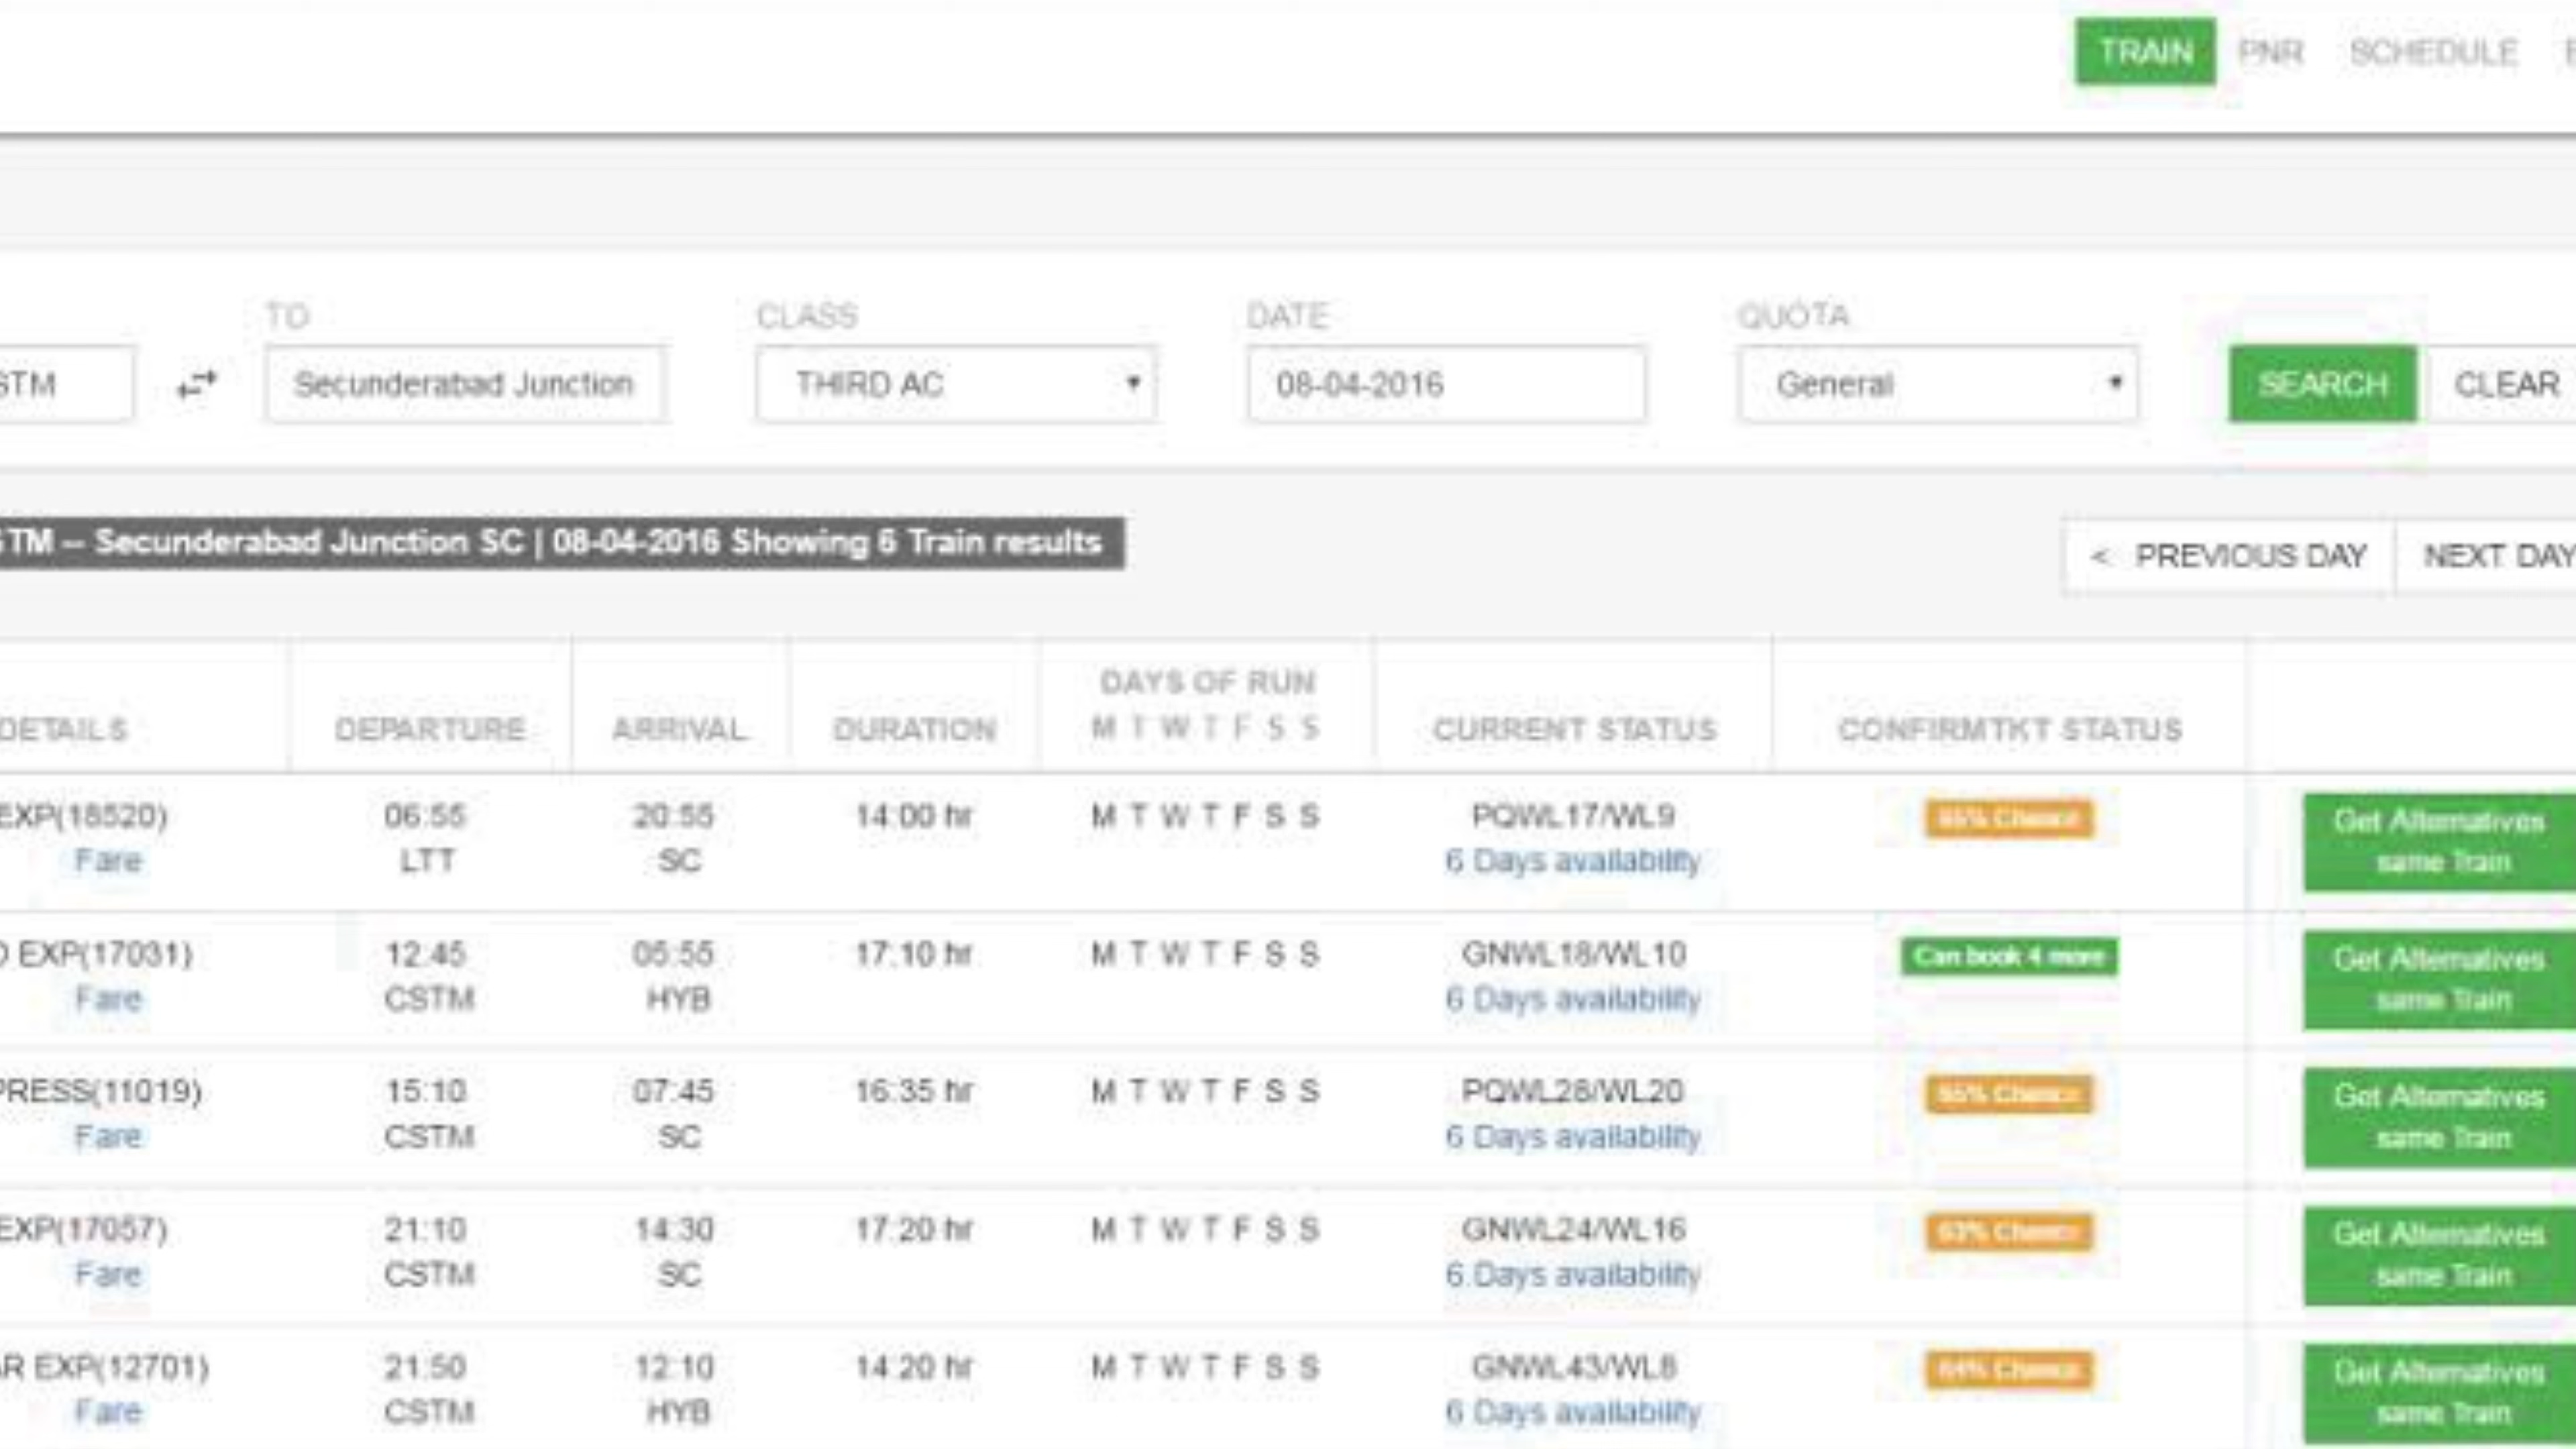 TRAIN PNR SCHEDULE
TO CLASS DATE QUOTA
STM Secunderabad Junction THIRD AC 08-04-2016 General SEARCH CLEAR
STM -- Secunderabad Junction SC | 08-04-2016 Showing 6 Train results
< PREVIOUS DAY NEXT DAY
DAYS OF RUN
DETAILS DEPARTURE ARRIVAL DURATION M T W T F S S CURRENT STATUS CONFIRMTKT STATUS
EXP(18520) 06:55 20:55 14:00 hr M T W T F S S PQWL17/WL9 Chance Get Alternatives
Fare LTT SC 6 Days availability same Train
EXP(17031) 12:45 05:55 17:10 hr M T W T F S S GNWL18/WL10 Can book 4 more Get Alternatives
Fare CSTM HYB 6 Days availability same Train
PRESS(11019) 15:10 07:45 16:35 hr M T W T F S S PQWL28/WL20 Chance Get Alternatives
Fare CSTM SC 6 Days availability same Train
EXP(17057) 21:10 14:30 17:20 hr M T W T F S S GNWL24/WL16 Chance Get Alternatives
Fare CSTM SC 6 Days availability same Train
AR EXP(12701) 21:50 12:10 14:20 hr M T W T F S S GNWL43/WL8 Chance Get Alternatives
Fare CSTM HYB 6 Days availability same Train